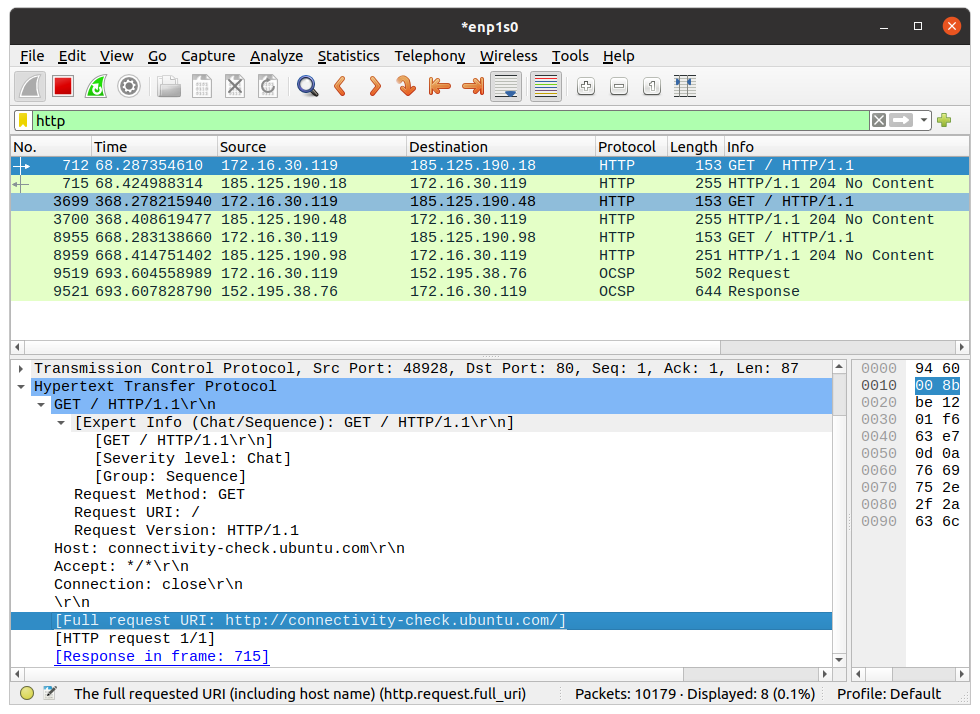 *enp1s0
File Edit View Go Capture Analyze Statistics Telephony Wireless Tools Help
http
No. Time Source Destination Protocol Length Info
712 68.287354610 172.16.30.119 185.125.190.18 HTTP 153 GET / HTTP/1.1
715 68.424988314 185.125.190.18 172.16.30.119 HTTP 255 HTTP/1.1 204 No Content
3699 368.278215940 172.16.30.119 185.125.190.48 HTTP 153 GET / HTTP/1.1
3700 368.408619477 185.125.190.48 172.16.30.119 HTTP 255 HTTP/1.1 204 No Content
8955 668.283138660 172.16.30.119 185.125.190.98 HTTP 153 GET / HTTP/1.1
8959 668.414751402 185.125.190.98 172.16.30.119 HTTP 251 HTTP/1.1 204 No Content
9519 693.604558989 172.16.30.119 152.195.38.76 OCSP 502 Request
9521 693.607828790 152.195.38.76 172.16.30.119 OCSP 644 Response
Transmission Control Protocol, Src Port: 48928, Dst Port: 80, Seq: 1, Ack: 1, Len: 87
Hypertext Transfer Protocol
GET / HTTP/1.1\r\n
[Expert Info (Chat/Sequence): GET / HTTP/1.1\r\n]
[GET / HTTP/1.1\r\n]
[Severity level: Chat]
[Group: Sequence]
Request Method: GET
Request URI: /
Request Version: HTTP/1.1
Host: connectivity-check.ubuntu.com\r\n
Accept: */*\r\n
Connection: close\r\n
\r\n
[Full request URI: http://connectivity-check.ubuntu.com/]
[HTTP request 1/1]
[Response in frame: 715]
0000 94 60
0010 00 8b
0020 be 12
0030 01 f6
0040 63 e7
0050 0d 0a
0060 76 69
0070 75 2e
0080 2f 2a
0090 63 6c
The full requested URI (including host name) (http.request.full_uri) Packets: 10179 · Displayed: 8 (0.1%) Profile: Default